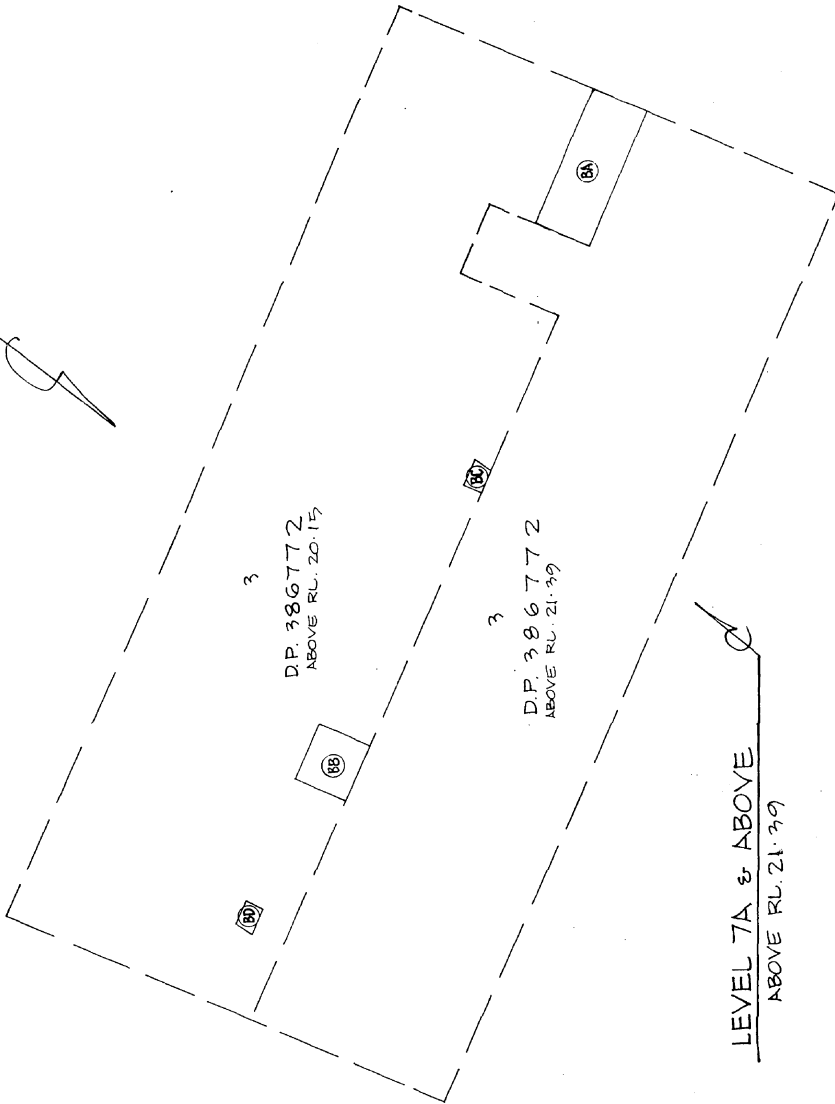 3
D.P. 386772
ABOVE RL. 20.15
3
D.P. 386772
ABOVE RL. 21.39
BA
BB
BC
BD
LEVEL 7A & ABOVE
ABOVE RL. 21.39